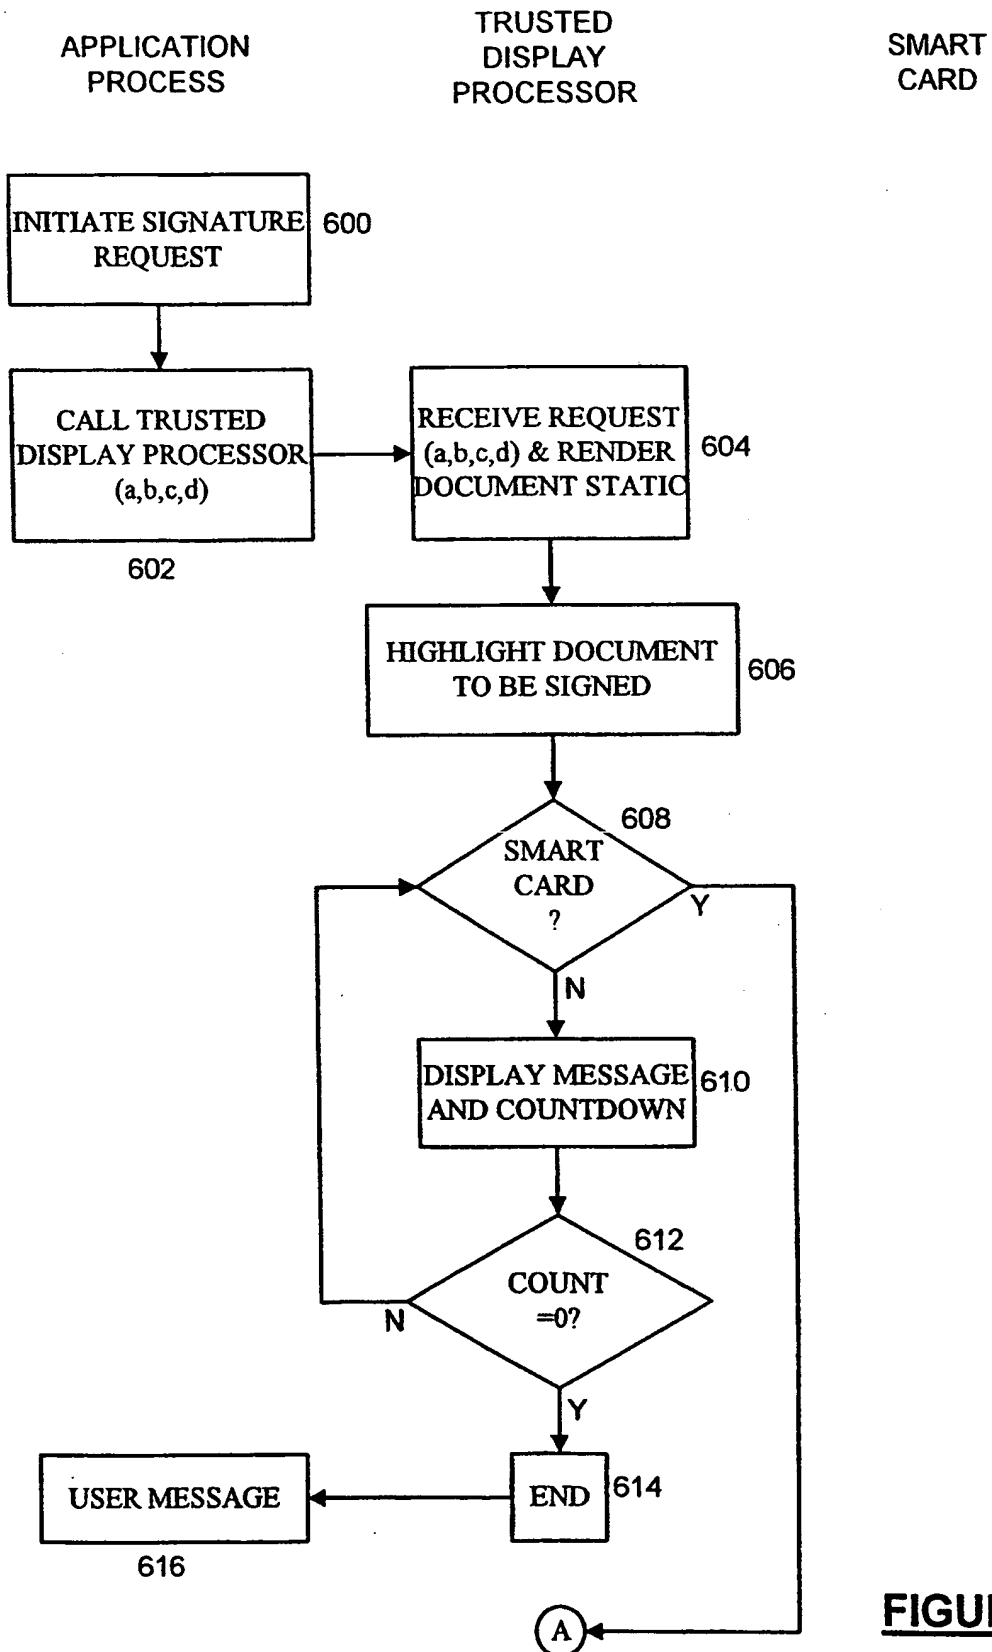 APPLICATION
PROCESS
TRUSTED
DISPLAY
PROCESSOR
SMART
CARD
INITIATE SIGNATURE
REQUEST
600
CALL TRUSTED
DISPLAY PROCESSOR
(a,b,c,d)
602
RECEIVE REQUEST
(a,b,c,d) & RENDER
DOCUMENT STATIC
604
HIGHLIGHT DOCUMENT
TO BE SIGNED
606
608
SMART
CARD
?
Y
N
DISPLAY MESSAGE
AND COUNTDOWN
610
612
COUNT
=0?
N
Y
END
614
USER MESSAGE
616
A